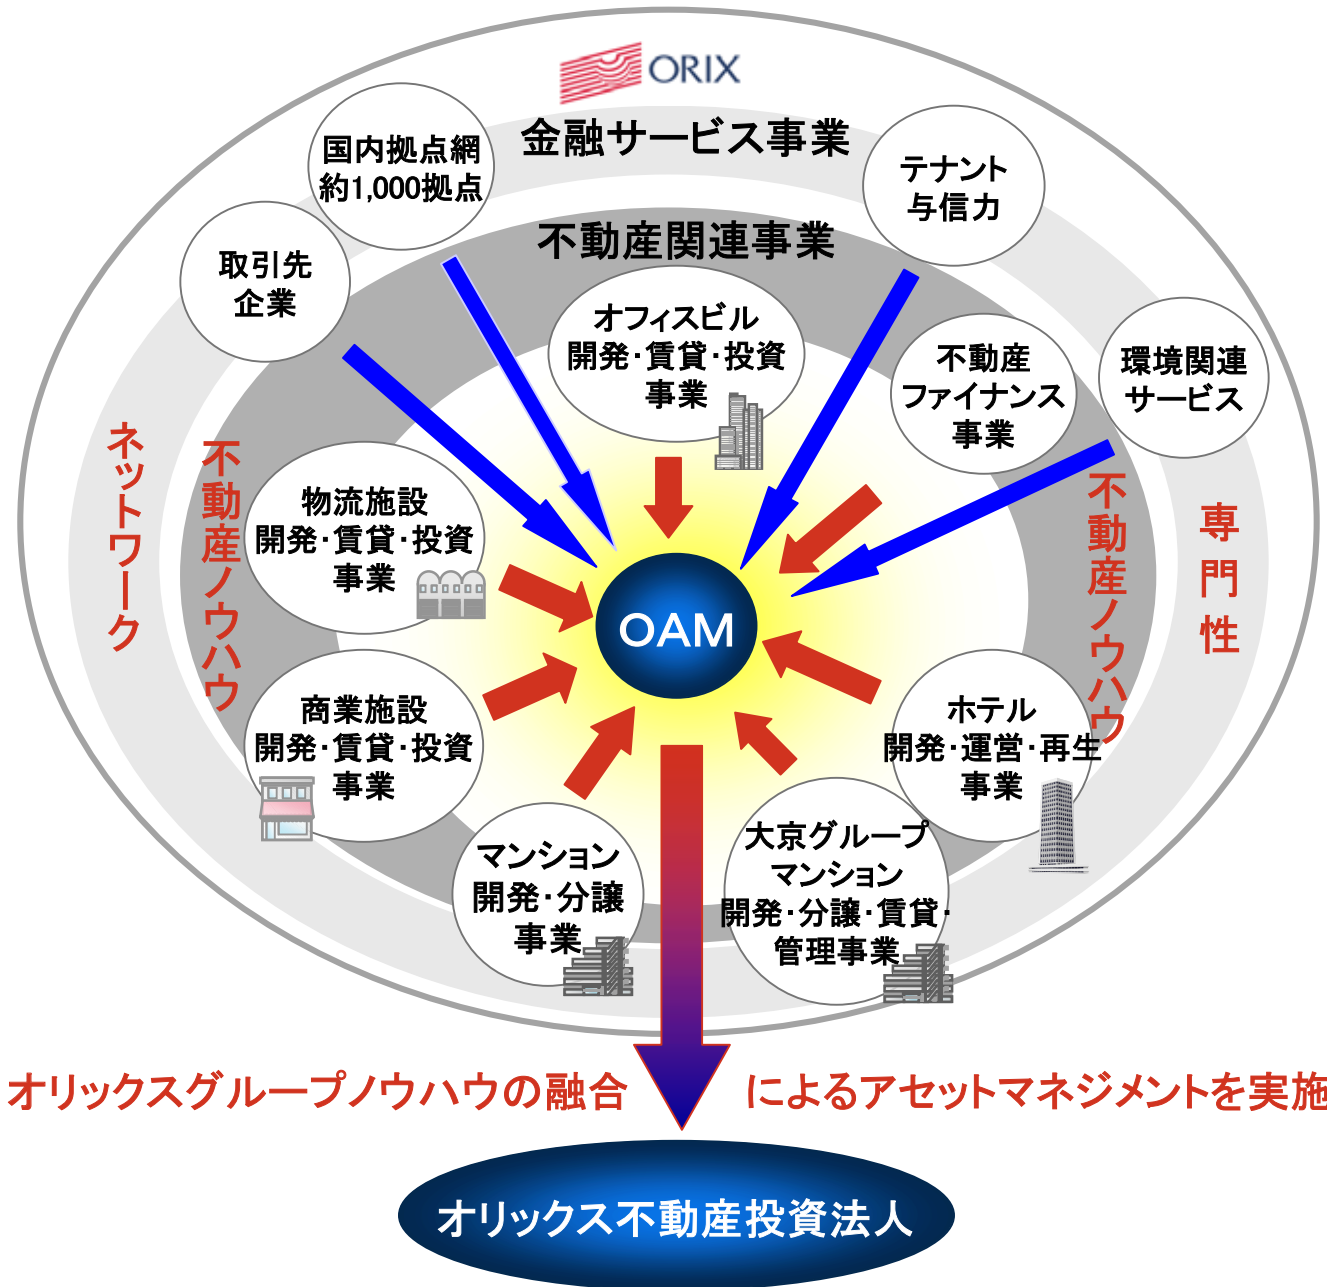 ORIX
金融サービス事業
国内拠点網
約1,000拠点
テナント
与信力
取引先
企業
不動産関連事業
オフィスビル
開発・賃貸・投資
事業
不動産
ファイナンス
事業
環境関連
サービス
ネットワーク
不動産ノウハウ
物流施設
開発・賃貸・投資
事業
不動産ノウハウ
専門性
OAM
商業施設
開発・賃貸・投資
事業
ホテル
開発・運営・再生
事業
マンション
開発・分譲
事業
大京グループ
マンション
開発・分譲・賃貸・
管理事業
オリックスグループノウハウの融合 によるアセットマネジメントを実施
オリックス不動産投資法人